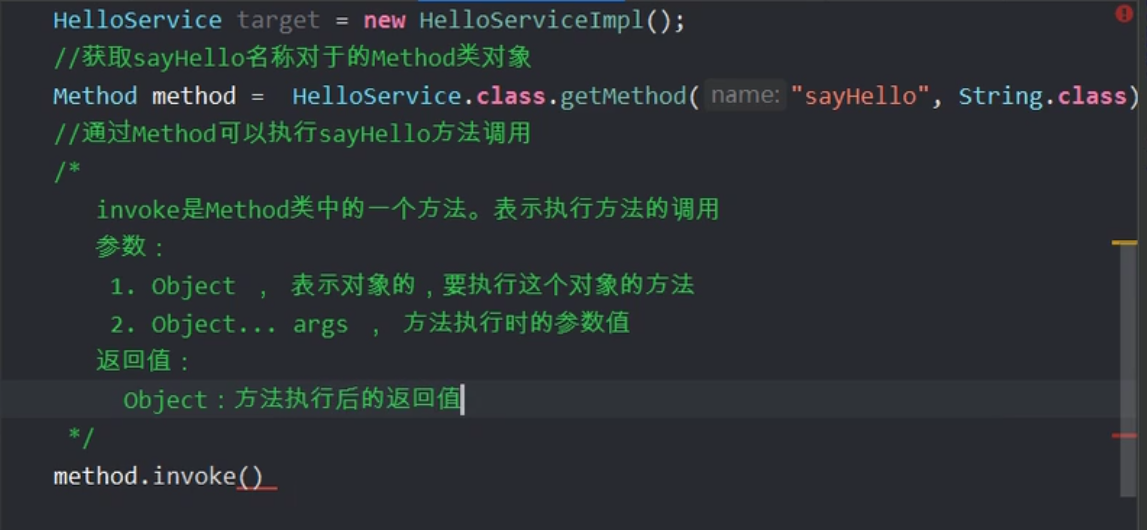 HelloService target = new HelloServiceImpl();
//获取sayHello名称对于的Method类对象
Method method =  HelloService.class.getMethod( name: "sayHello", String.class)
//通过Method可以执行sayHello方法调用
/*
invoke是Method类中的一个方法。表示执行方法的调用
参数：
1. Object ， 表示对象的，要执行这个对象的方法
2. Object... args ， 方法执行时的参数值
返回值：
Object：方法执行后的返回值
*/
method.invoke()